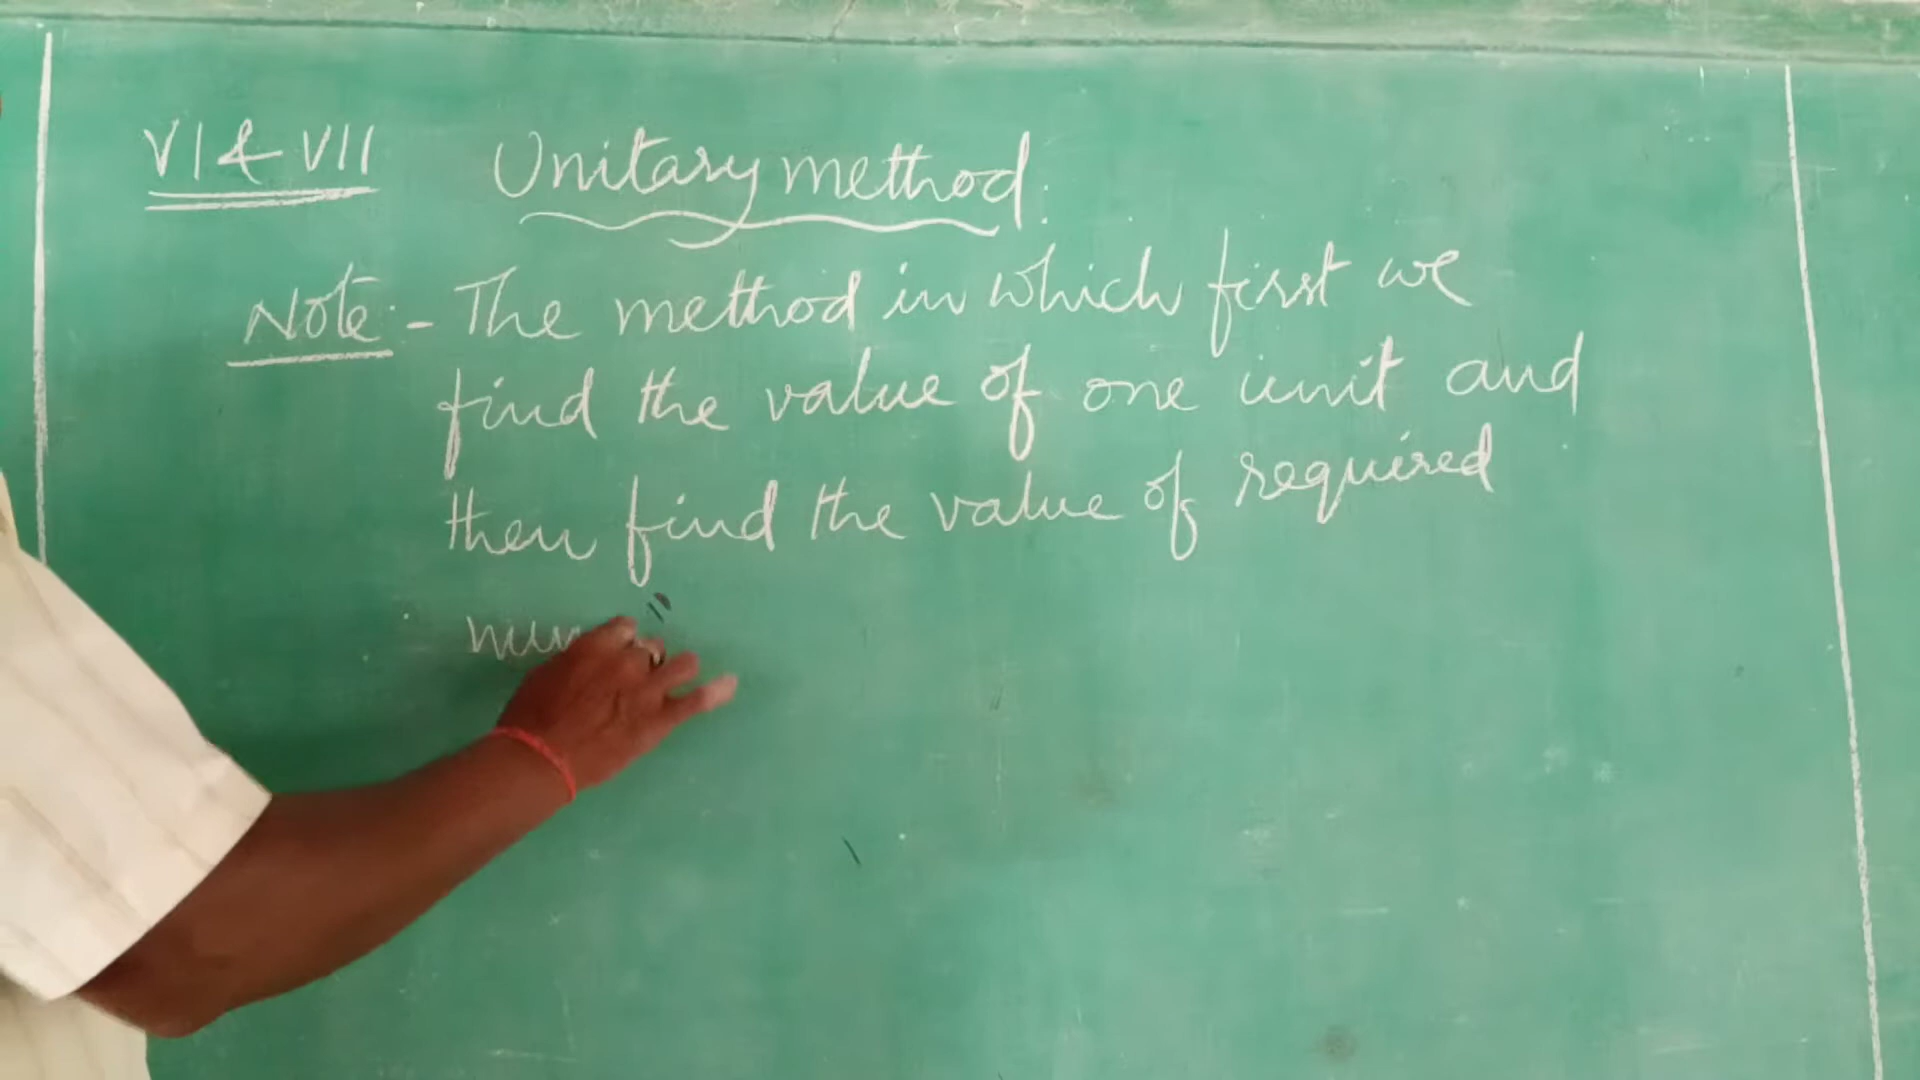 VI & VII Unitary method:
Note:- The method in which first we
find the value of one unit and
then find the value of required